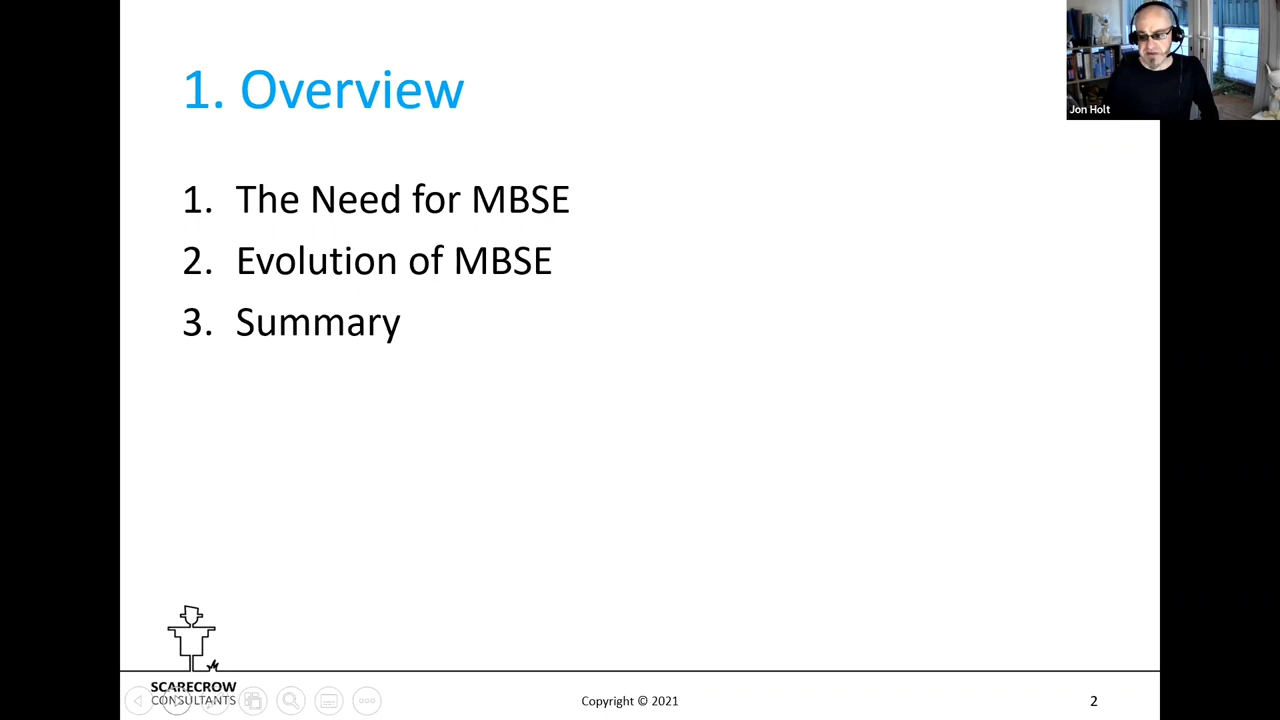 1. Overview
Jon Holt
1. The Need for MBSE
2. Evolution of MBSE
3. Summary
SCARECROW
CONSULTANTS
Copyright © 2021
2